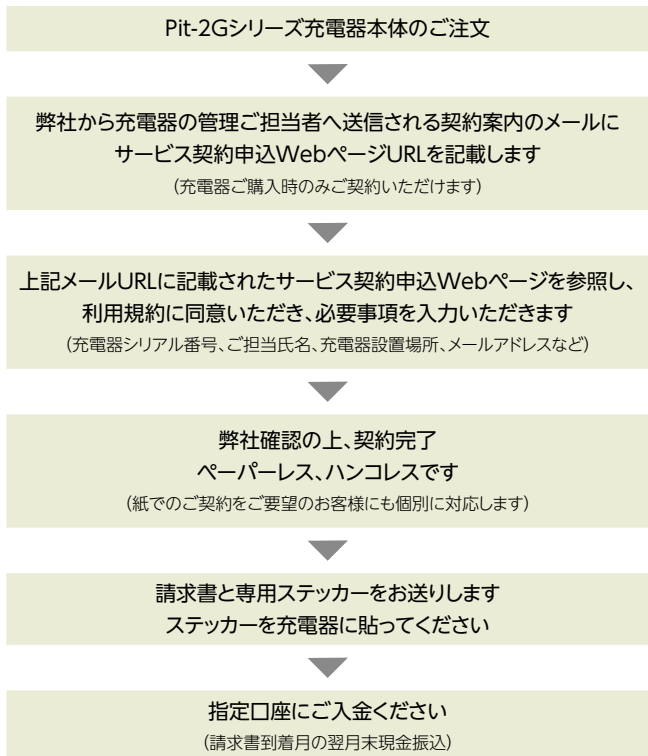 Pit-2Gシリーズ充電器本体のご注文
弊社から充電器の管理ご担当者へ送信される契約案内のメールに
サービス契約申込WebページURLを記載します
(充電器ご購入時のみご契約いただけます)
上記メールURLに記載されたサービス契約申込Webページを参照し、
利用規約に同意いただき、必要事項を入力いただきます
(充電器シリアル番号、ご担当氏名、充電器設置場所、メールアドレスなど)
弊社確認の上、契約完了
ペーパーレス、ハンコレスです
(紙でのご契約をご要望のお客様にも個別に対応します)
請求書と専用ステッカーをお送りします
ステッカーを充電器に貼ってください
指定口座にご入金ください
(請求書到着月の翌月末現金振込)